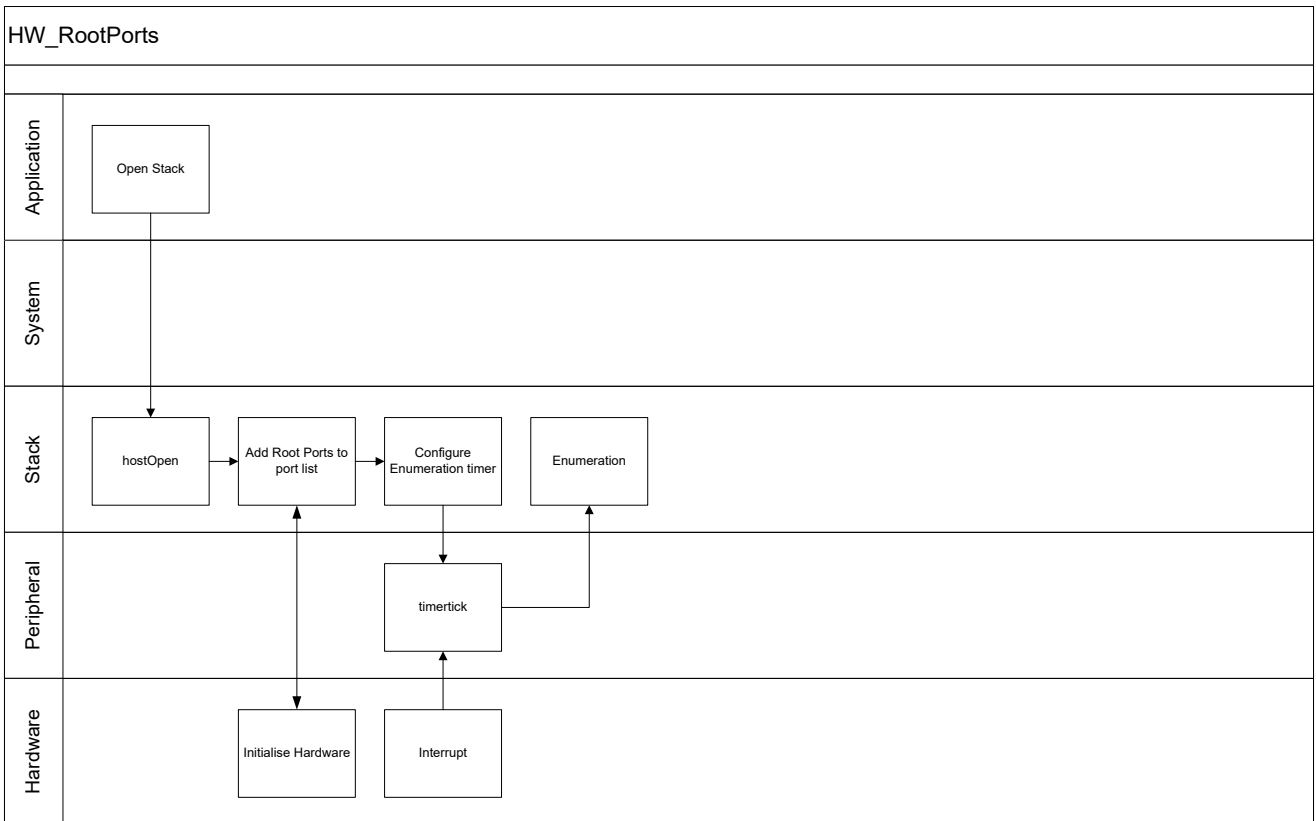 HW_RootPorts
Application
Open Stack
System
Stack
hostOpen
Add Root Ports to
port list
Configure
Enumeration timer
Enumeration
Peripheral
timertick
Hardware
Initialise Hardware
Interrupt